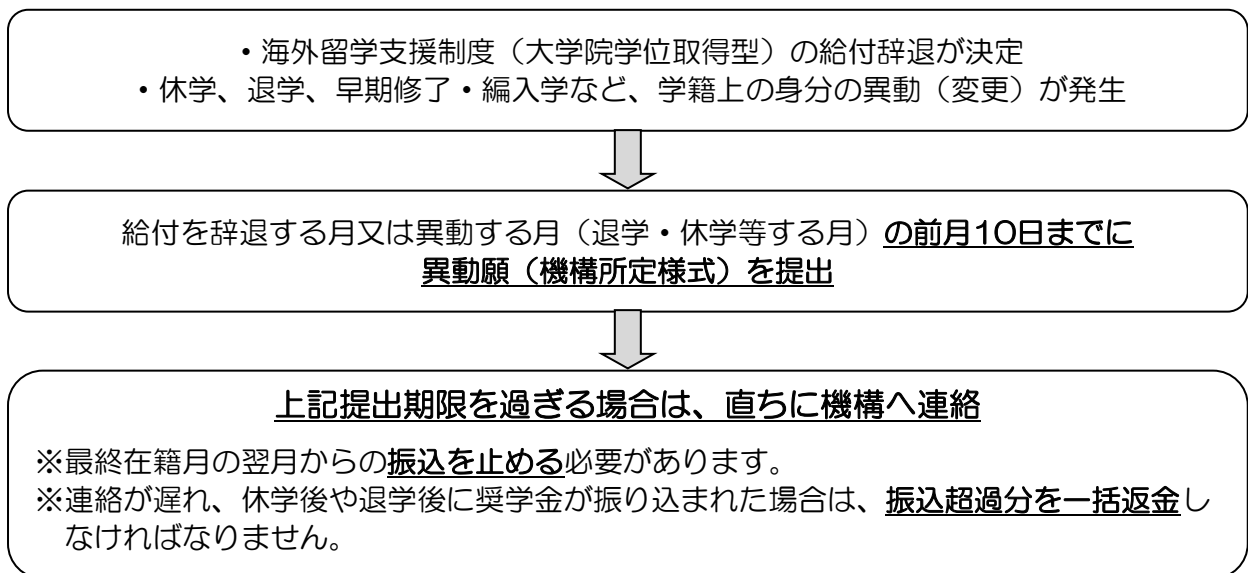 ・海外留学支援制度（大学院学位取得型）の給付辞退が決定
・休学、退学、早期修了・編入学など、学籍上の身分の異動（変更）が発生
給付を辞退する月又は異動する月（退学・休学等する月）の前月10日までに
異動願（機構所定様式）を提出
上記提出期限を過ぎる場合は、直ちに機構へ連絡
※最終在籍月の翌月からの振込を止める必要があります。
※連絡が遅れ、休学後や退学後に奨学金が振り込まれた場合は、振込超過分を一括返金し
なければなりません。